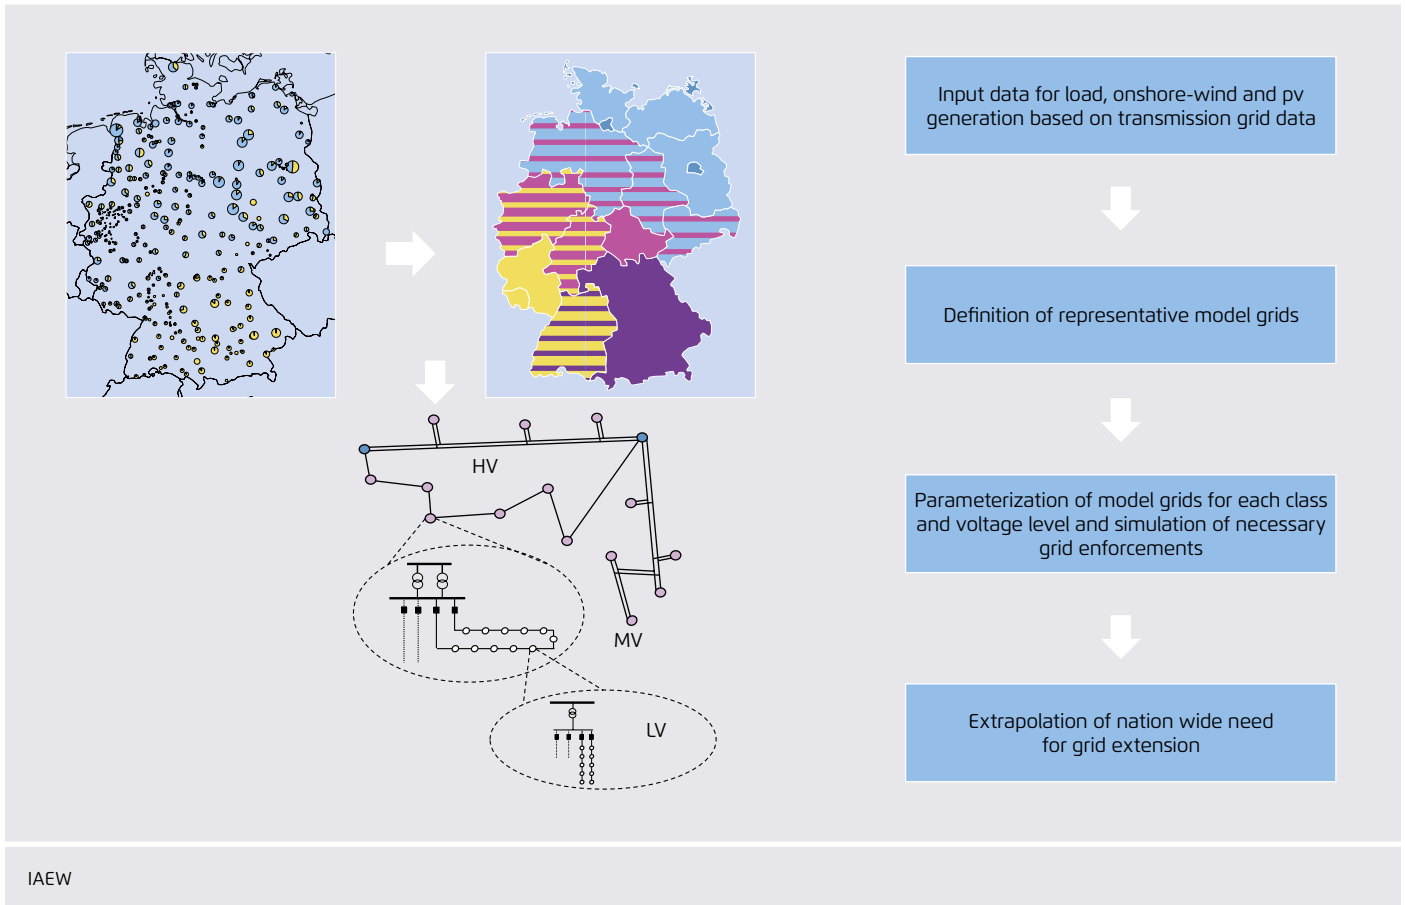 Input data for load, onshore-wind and pv
generation based on transmission grid data
Definition of representative model grids
HV
Parameterization of model grids for each class
and voltage level and simulation of necessary
grid enforcements
MV
LV
Extrapolation of nation wide need
for grid extension
IAEW